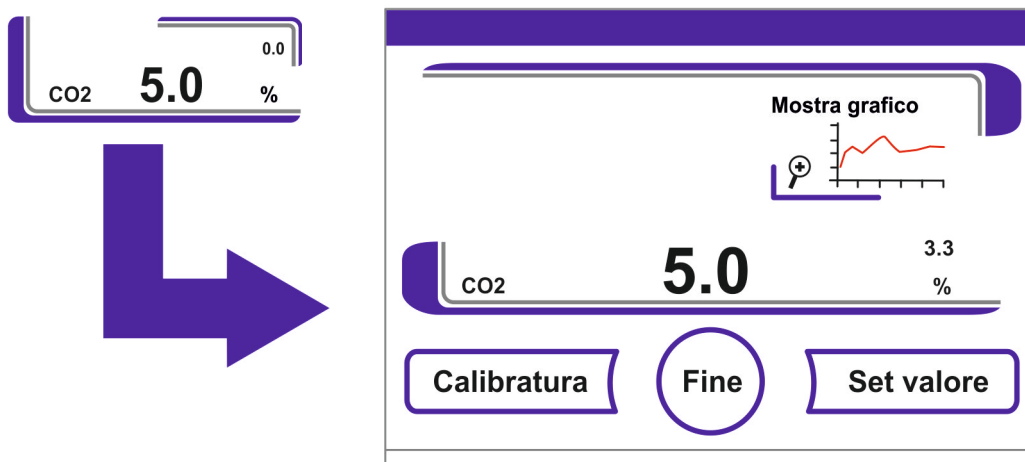 0.0
CO2 5.0 %
Mostra grafico
3.3
CO2 5.0 %
Calibratura Fine Set valore